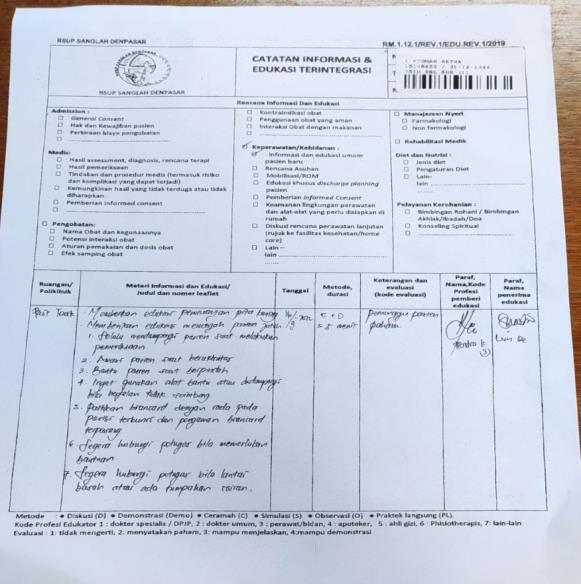 RSUP SANGLAH DENPASAR
RM.1.12.1/REV.1/EDU.REV.1/2019
RSUP SANGLAH DENPASAR
CATATAN INFORMASI &
EDUKASI TERINTEGRASI
Rencana Informasi Dan Edukasi
Admission :
General Consent
Hak dan Kewajiban pasien
Perkiraan biaya pengobatan
Medis:
Hasil assessment, diagnosis, rencana terapi
Hasil pemeriksaan
Tindakan dan prosedur medis (termasuk risiko
dan komplikasi yang dapat terjadi)
Kemungkinan hasil yang tidak terduga atau tidak
diharapkan
Pemberian informed consent
Pengobatan:
Nama Obat dan kegunaannya
Potensi interaksi obat
Aturan pemakaian dan dosis obat
Efek samping obat
Kontraindikasi obat
Penggunaan obat yang aman
Interaksi Obat dengan makanan
Keperawatan/Kebidanan :
Informasi dan edukasi umum
pasien baru
Rencana Asuhan
Mobilisasi/ROM
Edukasi khusus discharge planning
pasien
Pemberian Informed Consent
Keamanan lingkungan perawatan
dan alat-alat yang perlu disiapkan di
rumah
Diskusi rencana perawatan lanjutan
(rujuk ke fasilitas kesehatan/home
care)
Lain –
lain
Manajemen Nyeri
Farmakologi
Non farmakologi
Rehabilitasi Medik
Diet dan Nutrisi :
Jenis diet
Pengaturan Diet
Lain-
lain
Pelayanan Kerohanian :
Bimbingan Rohani / Bimbingan
Akhlak/Ibadah/Doa
Konseling Spiritual
Ruangan/
Poliklinik
Materi Informasi dan Edukasi/
Judul dan nomer leaflet
Tanggal
Metode,
durasi
Keterangan dan
evaluasi
(kode evaluasi)
Paraf,
Nama,Kode
Profesi
pemberi
edukasi
Paraf,
Nama
penerima
edukasi
Memberikan edukasi
C + D
penunggu pasien
Memberikan edukasi mencegah pasien jatuh
± 5 menit
paham
1. Selalu mendampingi pasien saat melakukan
pemeriksaan
2. Awasi pasien saat beraktivitas
3. Bantu pasien saat berpindah
(3)
4. Ingat gunakan alat bantu atau didampingi
bila berjalan tidak seimbang
5. Pastikan brancard dengan roda pada
posisi terkunci dan pengaman brancard
terpasang
6. Segera hubungi petugas bila memerlukan
bantuan
7. Segera hubungi petugas bila lantai
basah atau ada tumpahan cairan.
Metode : • Diskusi (D) • Demonstrasi (Demo) • Ceramah (C) • Simulasi (S) • Observasi (O) • Praktek langsung (PL).
Kode Profesi Edukator 1 : dokter spesialis / DPJP, 2 : dokter umum, 3 : perawat/bidan, 4 : apoteker, 5 : ahli gizi, 6 : Phisiotherapis, 7: lain-lain
Evaluasi : 1: tidak mengerti, 2: menyatakan paham, 3: mampu menjelaskan, 4:mampu demonstrasi